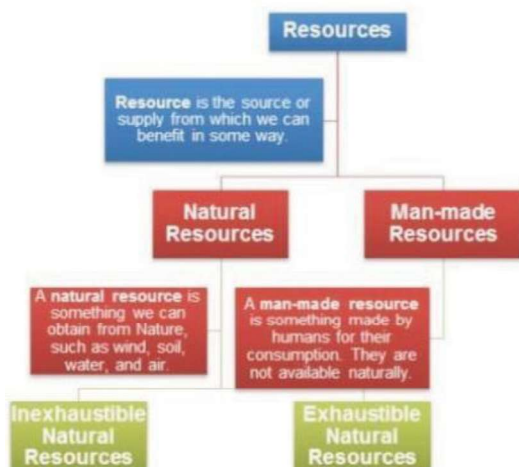 Resources
Resource is the source or
supply from which we can
benefit in some way.
Natural
Resources
Man-made
Resources
A natural resource is
something we can
obtain from Nature,
such as wind, soil,
water, and air.
A man-made resource
is something made by
humans for their
consumption. They are
not available naturally.
Inexhaustible
Natural
Resources
Exhaustible
Natural
Resources